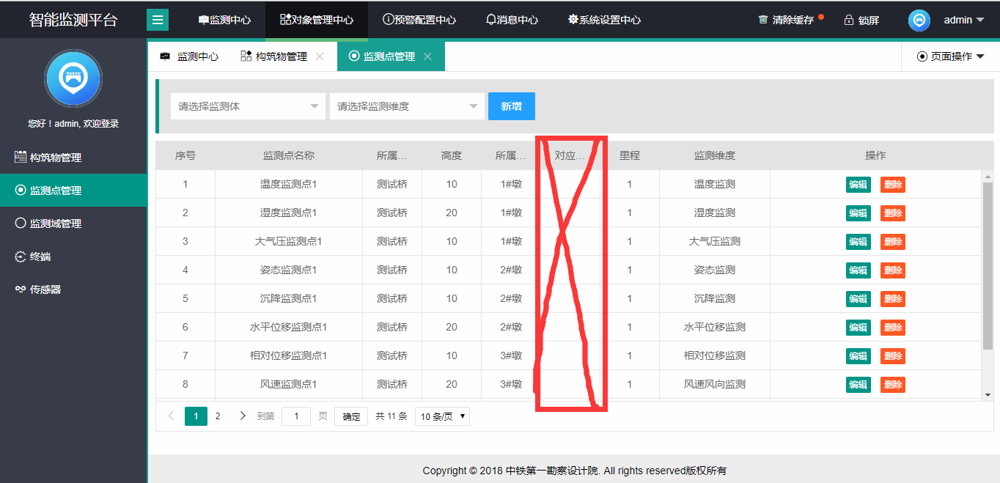 智能监测平台
监测中心
对象管理中心
预警配置中心
消息中心
系统设置中心
清除缓存
锁屏
admin
监测中心
构筑物管理
监测点管理
页面操作
您好！admin, 欢迎登录
构筑物管理
监测点管理
监测域管理
终端
传感器
请选择监测体 请选择监测维度 新增
序号 监测点名称 所属... 高度 所属... 对应... 里程 监测维度 操作
1 温度监测点1 测试桥 10 1#墩 1 温度监测 编辑 删除
2 湿度监测点1 测试桥 20 1#墩 1 湿度监测 编辑 删除
3 大气压监测点1 测试桥 10 1#墩 1 大气压监测 编辑 删除
4 姿态监测点1 测试桥 10 2#墩 1 姿态监测 编辑 删除
5 沉降监测点1 测试桥 10 2#墩 1 沉降监测 编辑 删除
6 水平位移监测点1 测试桥 20 2#墩 1 水平位移监测 编辑 删除
7 相对位移监测点1 测试桥 10 3#墩 1 相对位移监测 编辑 删除
8 风速监测点1 测试桥 20 3#墩 1 风速风向监测 编辑 删除
1 2 到第 1 页 确定 共 11 条 10 条/页
Copyright © 2018 中铁第一勘察设计院. All rights reserved版权所有